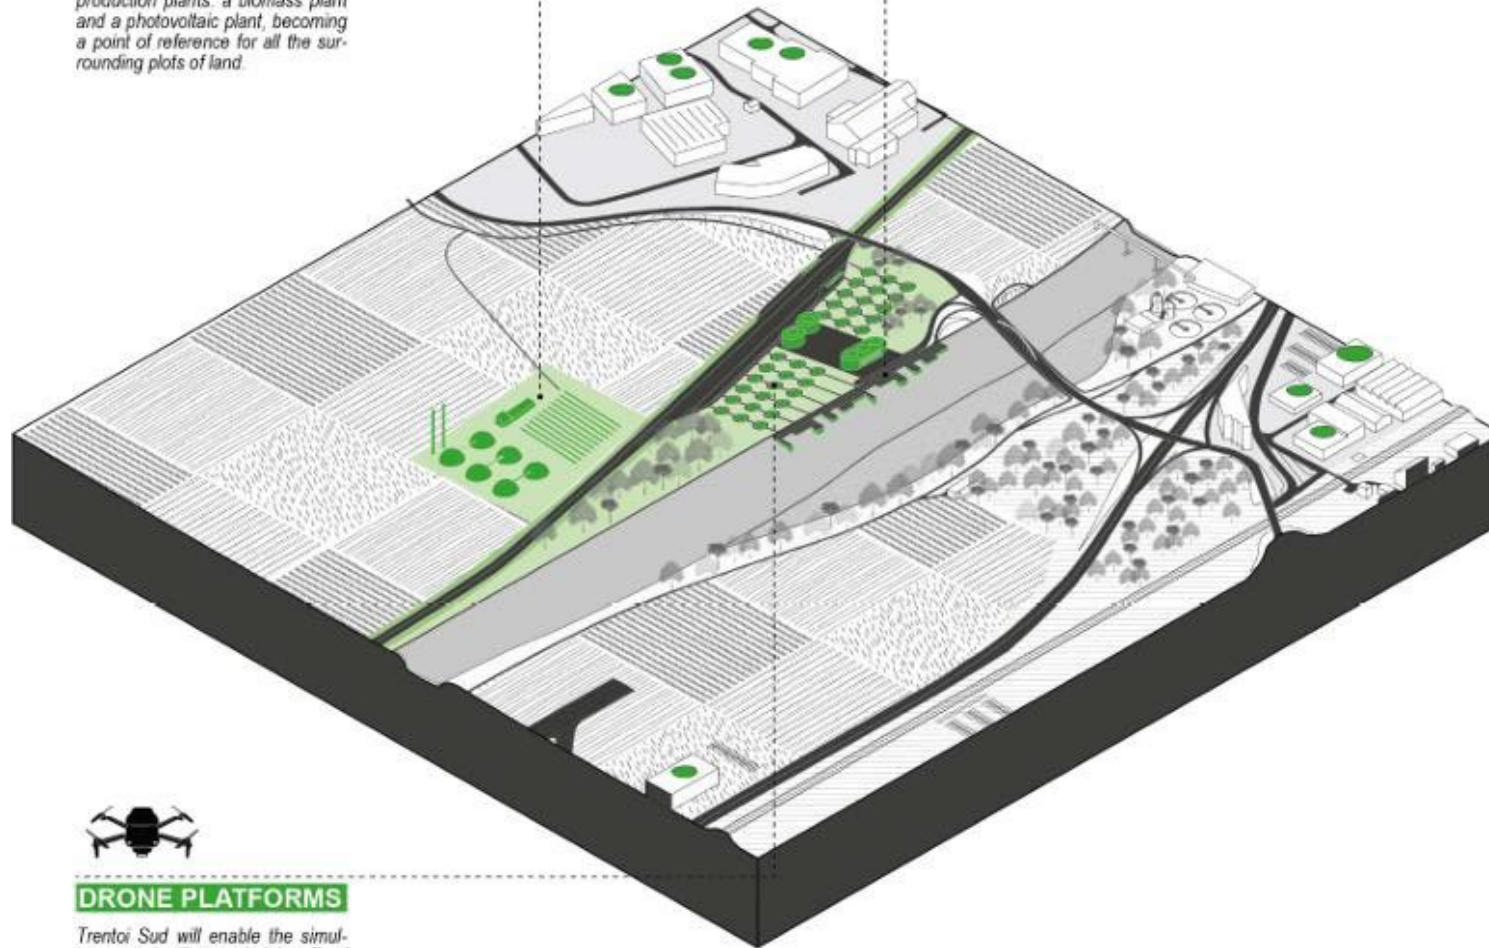 production plants: a biomass plant
and a photovoltaic plant, becoming
a point of reference for all the sur-
rounding plots of land.
DRONE PLATFORMS
Trentoi Sud will enable the simul-